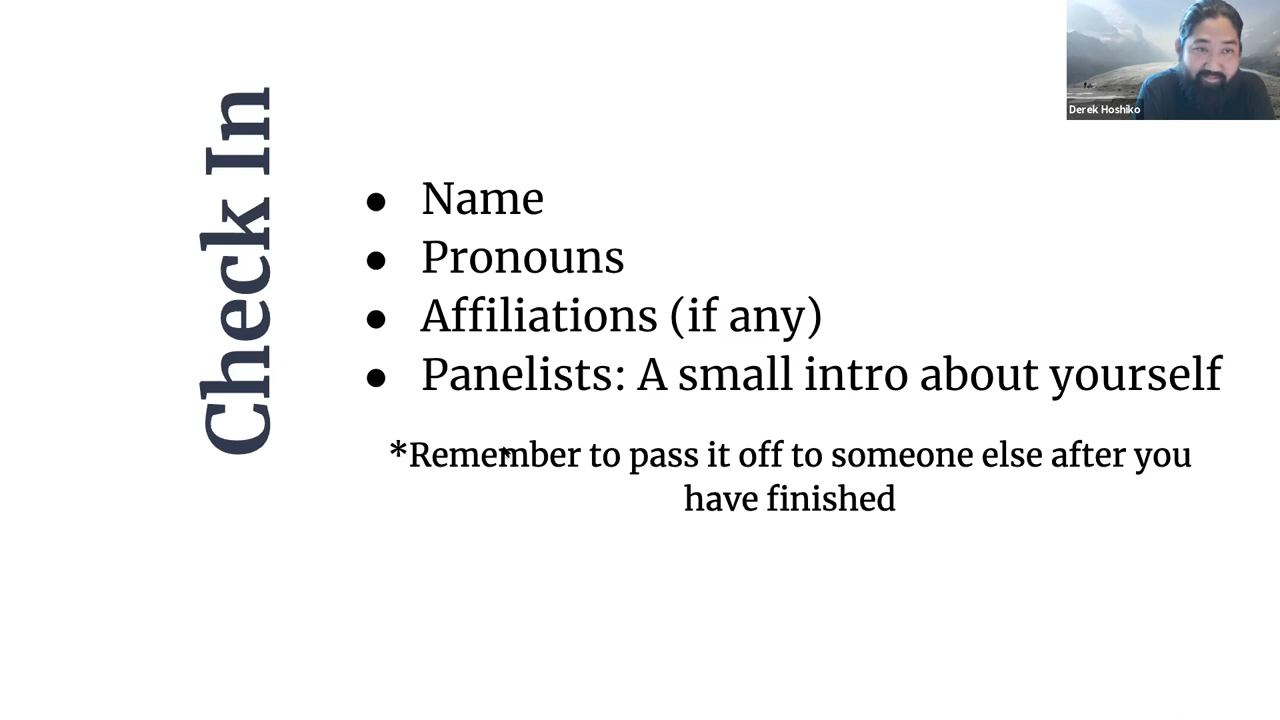 Check In
Name
Pronouns
Affiliations (if any)
Panelists: A small intro about yourself
*Remember to pass it off to someone else after you
have finished
Derek Hoshiko